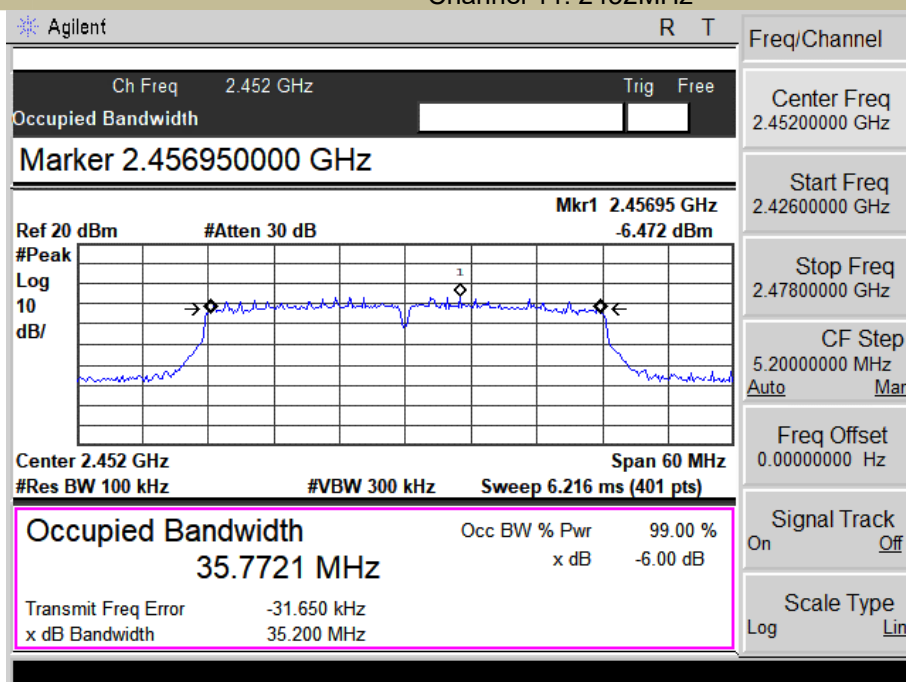 Agilent R T
Ch Freq 2.452 GHz Trig Free
Occupied Bandwidth
Marker 2.456950000 GHz
Mkr1 2.45695 GHz
Ref 20 dBm #Atten 30 dB -6.472 dBm
#Peak
Log
10
dB/
1
Center 2.452 GHz Span 60 MHz
#Res BW 100 kHz #VBW 300 kHz Sweep 6.216 ms (401 pts)
Occupied Bandwidth
35.7721 MHz
Occ BW % Pwr 99.00 %
x dB -6.00 dB
Transmit Freq Error -31.650 kHz
x dB Bandwidth 35.200 MHz
Freq/Channel
Center Freq
2.45200000 GHz
Start Freq
2.42600000 GHz
Stop Freq
2.47800000 GHz
CF Step
5.20000000 MHz
Auto Man
Freq Offset
0.00000000 Hz
Signal Track
On Off
Scale Type
Log Lin